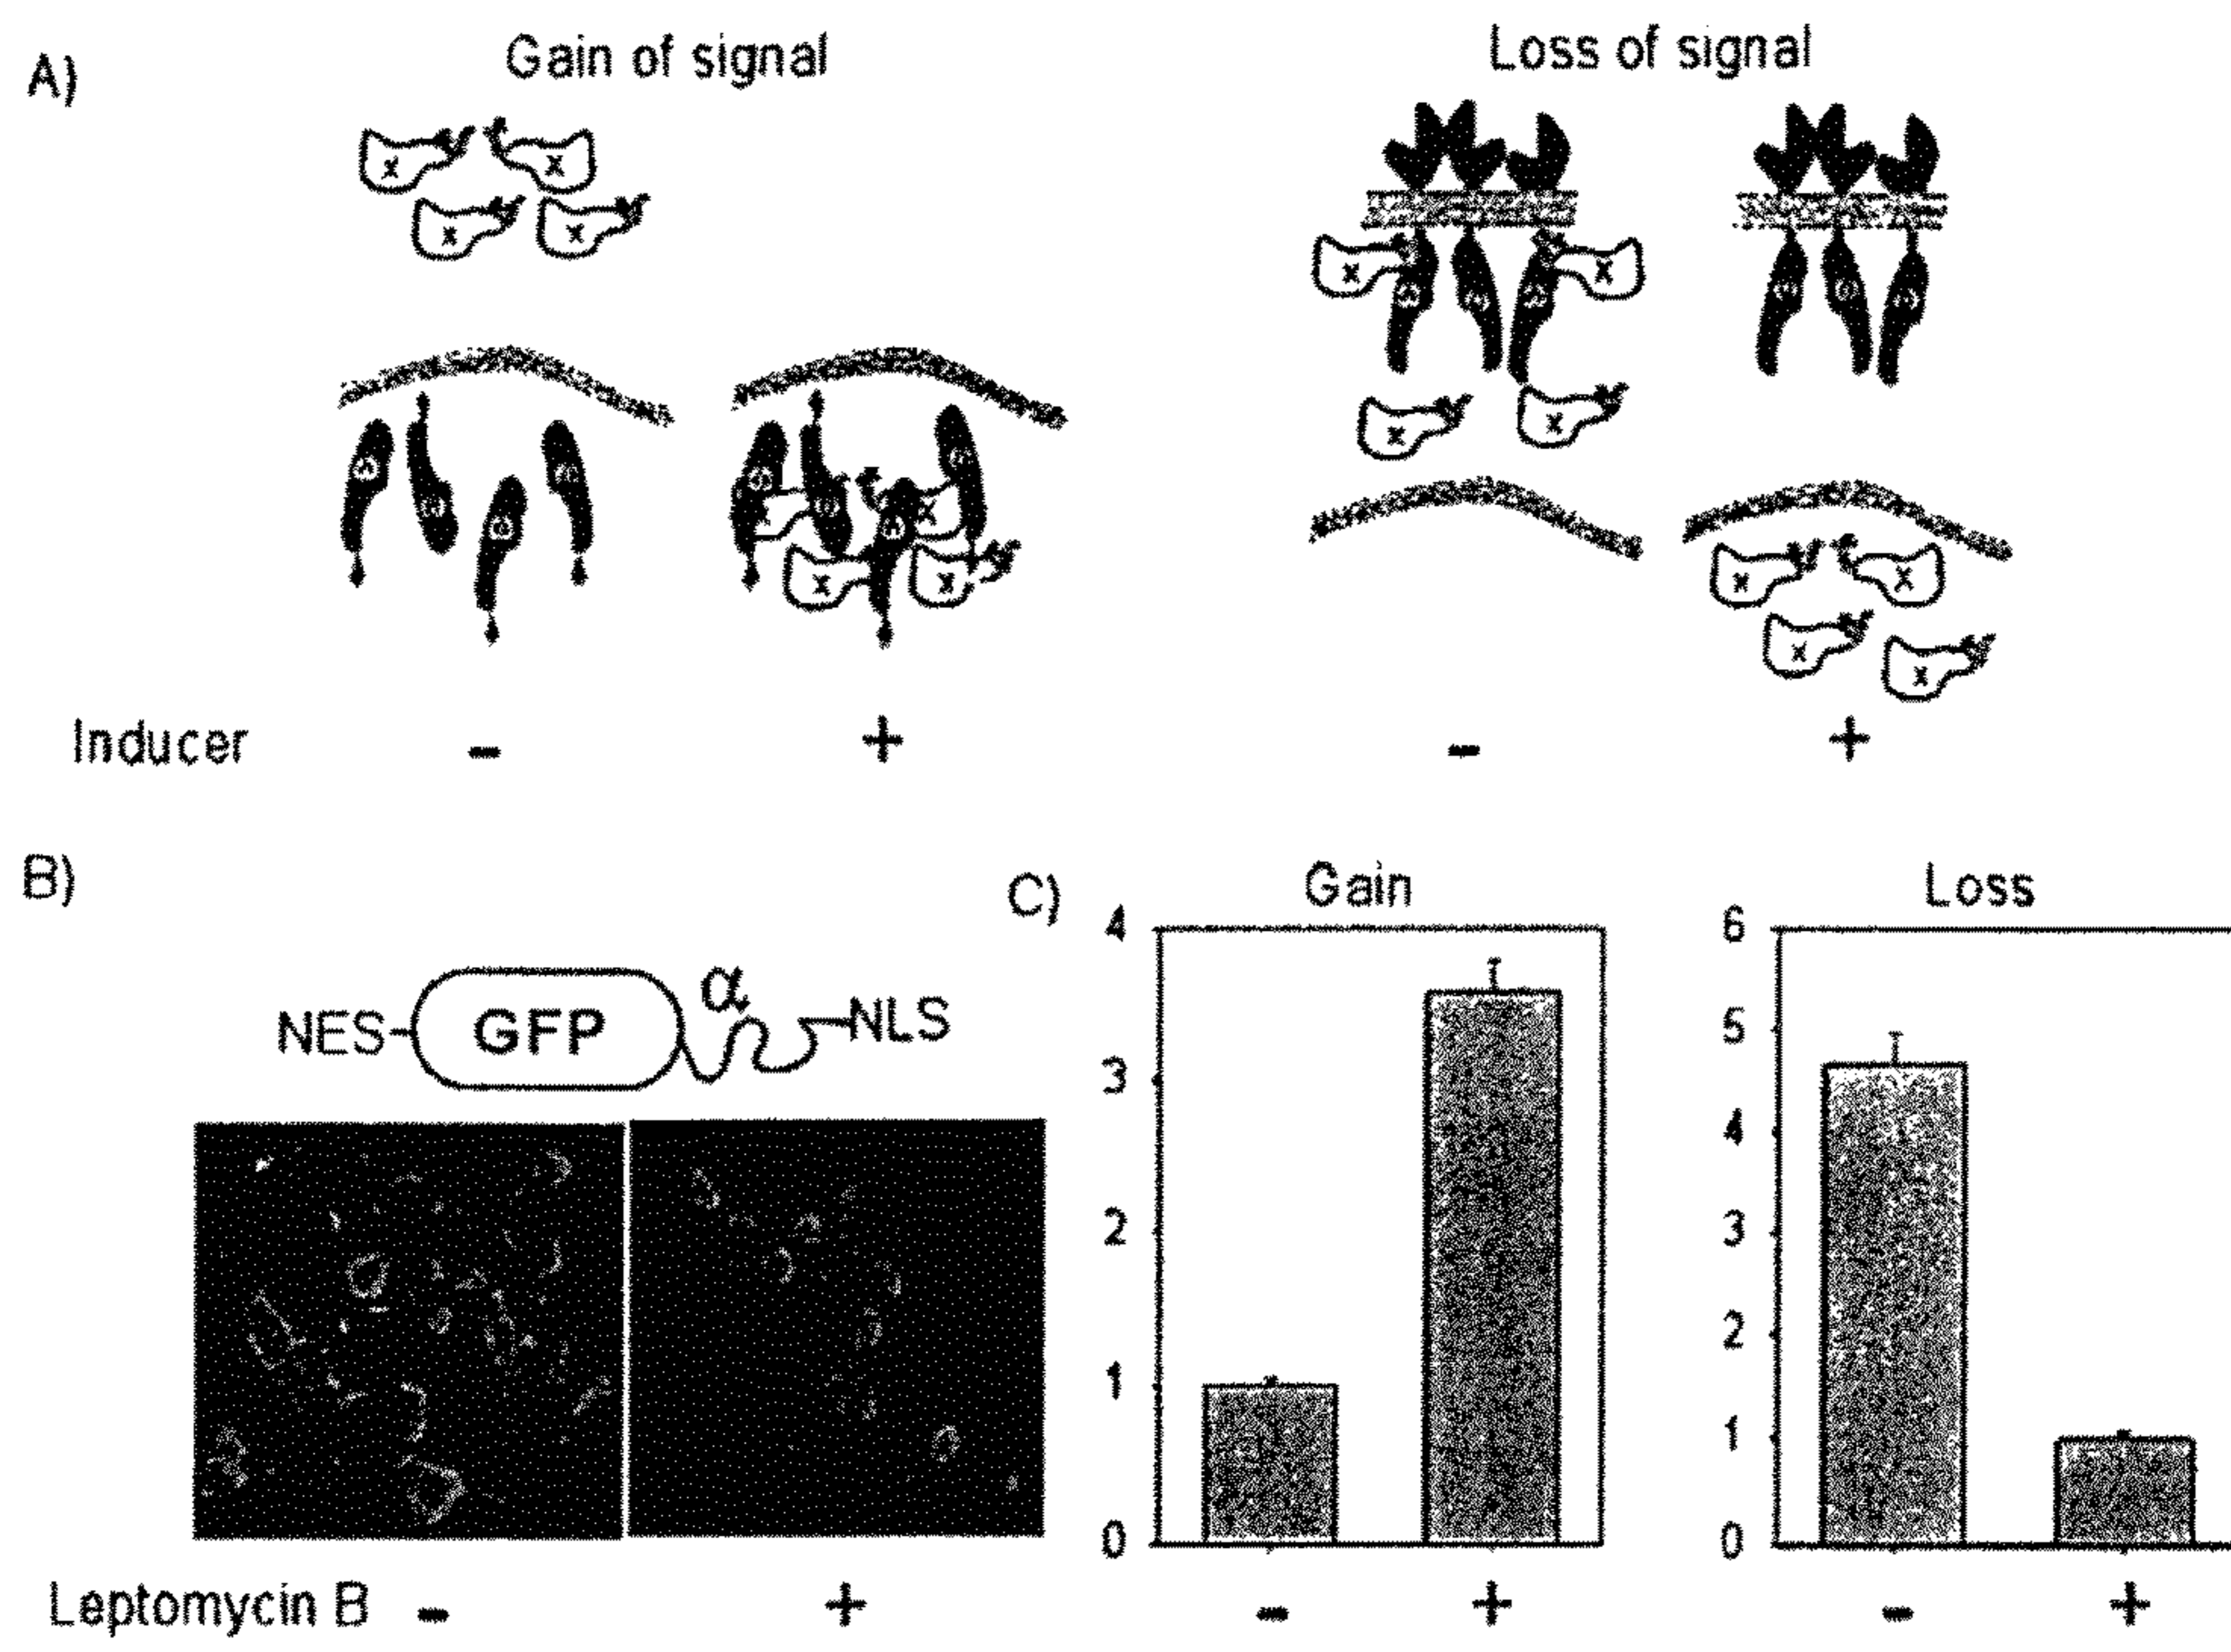 A)
Gain of signal
Loss of signal
x x
x x
x x
x x
x x
x x
x x
x x
Inducer - + - +
B)
C)
Gain
Loss
NES GFP α NLS
4
3
2
1
0
6
5
4
3
2
1
0
Leptomycin B - + - + - +